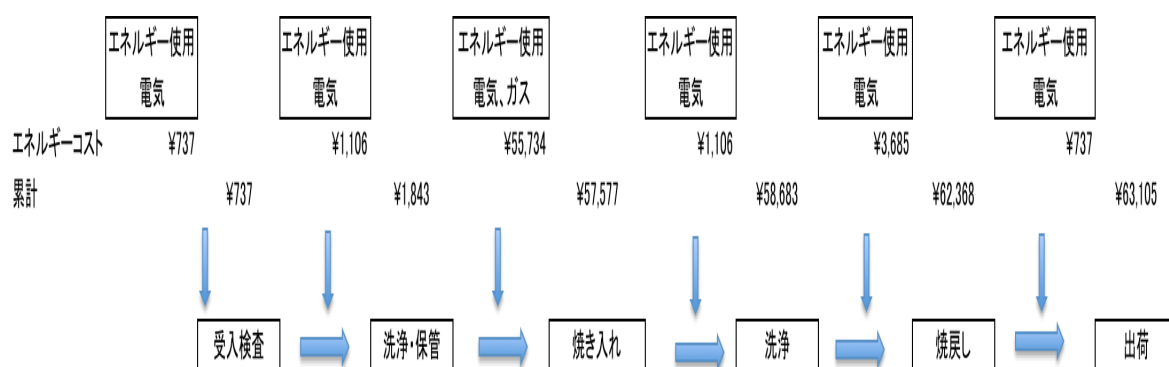 エネルギー使用 エネルギー使用 エネルギー使用 エネルギー使用 エネルギー使用 エネルギー使用
電気 電気 電気、ガス 電気 電気 電気
エネルギーコスト ¥737 ¥1,106 ¥55,734 ¥1,106 ¥3,685 ¥737
累計 ¥737 ¥1,843 ¥57,577 ¥58,683 ¥62,368 ¥63,105
受入検査 洗浄・保管 焼き入れ 洗浄 焼戻し 出荷